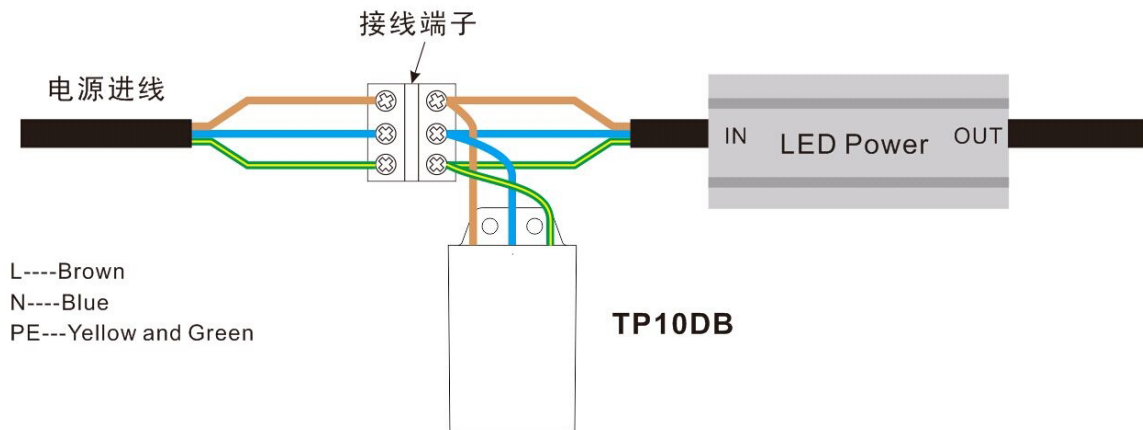 接线端子
电源进线
IN
LED Power
OUT
L----Brown
N----Blue
PE---Yellow and Green
TP10DB